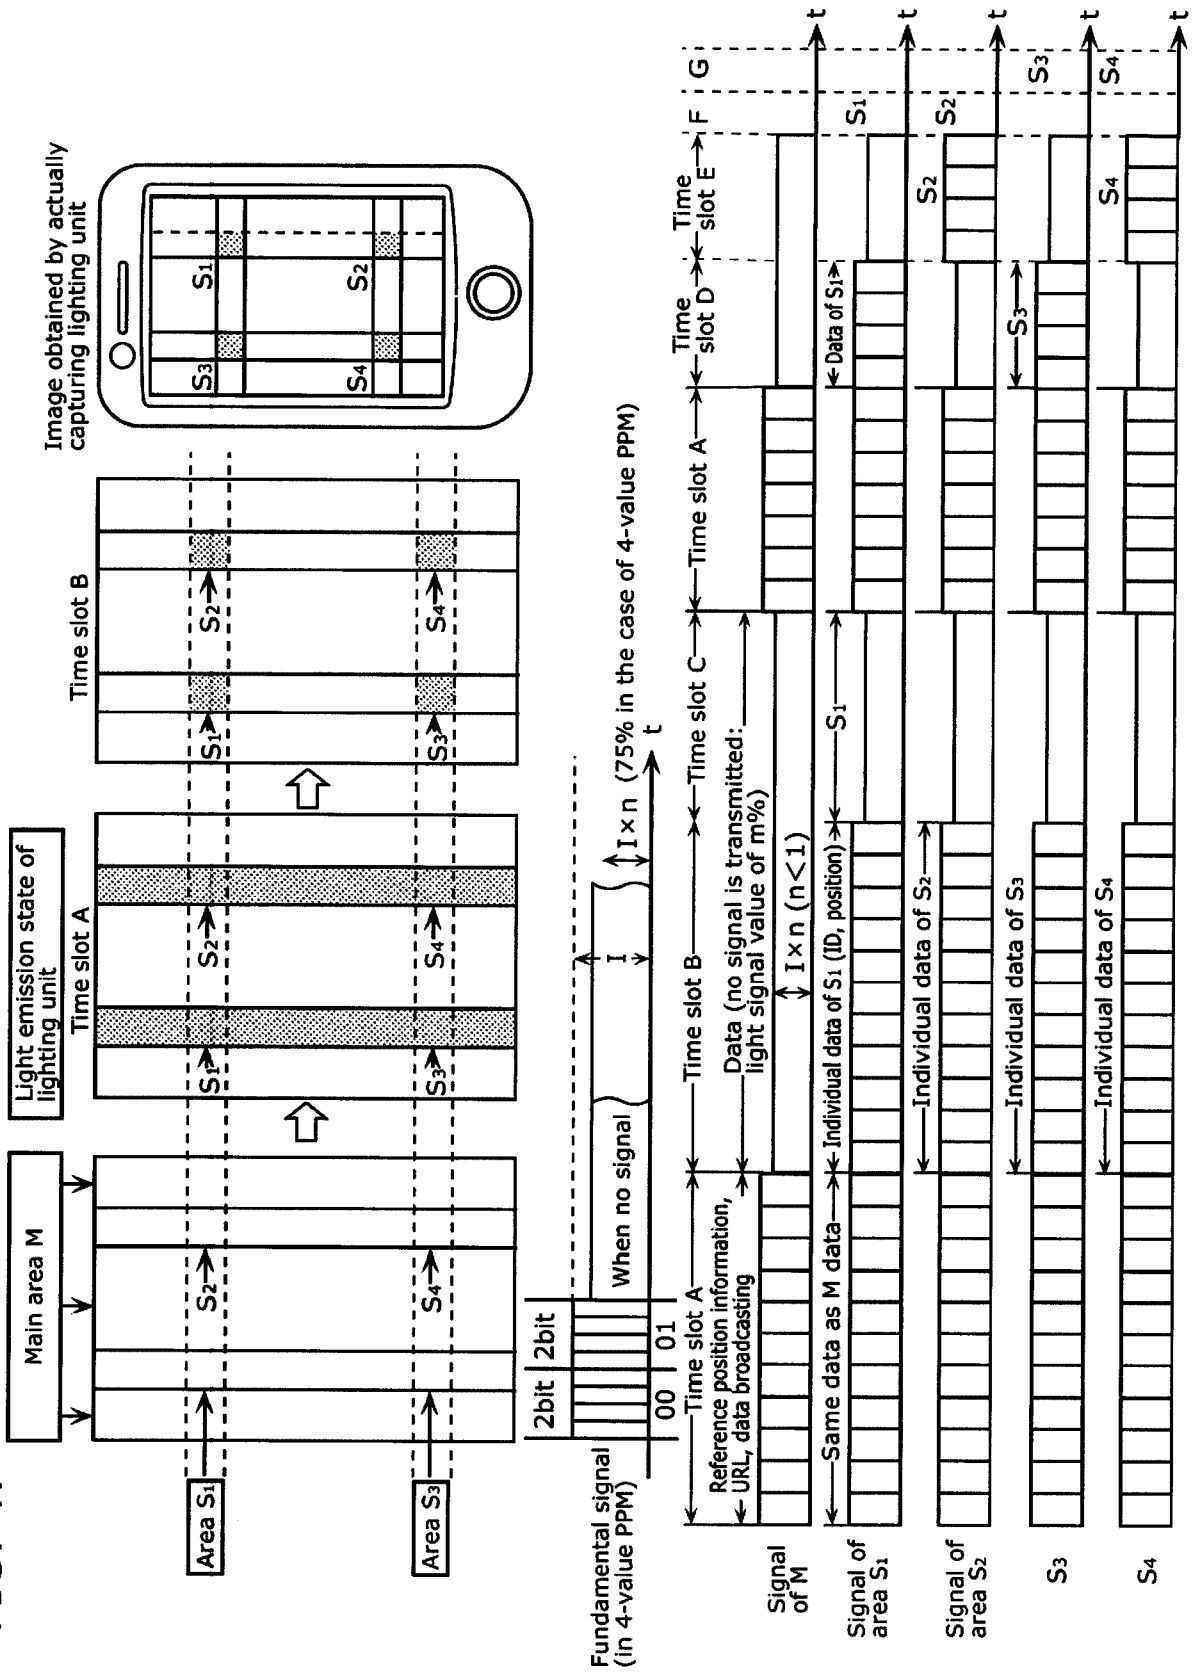 Main area M
Light emission state of
lighting unit
Time slot A
Time slot B
Image obtained by actually
capturing lighting unit
Area S1
S2
S1
S2
S1
S2
S3
S1
Area S3
S4
S3
S4
S3
S4
S4
S2
Fundamental signal
(in 4-value PPM)
2bit
2bit
00
01
When no signal
I
I×n (75% in the case of 4-value PPM)
t
Time slot A
Time slot B
Time slot C
Time slot A
Time
slot D
Time
slot E
F
G
Signal
of M
Reference position information,
URL, data broadcasting
Data (no signal is transmitted:
light signal value of m%)
I×n (n<1)
t
Signal of
area S1
Same data as M data
Individual data of S1 (ID, position)
S1
Data of S1
S1
t
Signal of
area S2
Individual data of S2
S2
S2
t
S3
Individual data of S3
S3
S3
t
S4
Individual data of S4
S4
S4
t